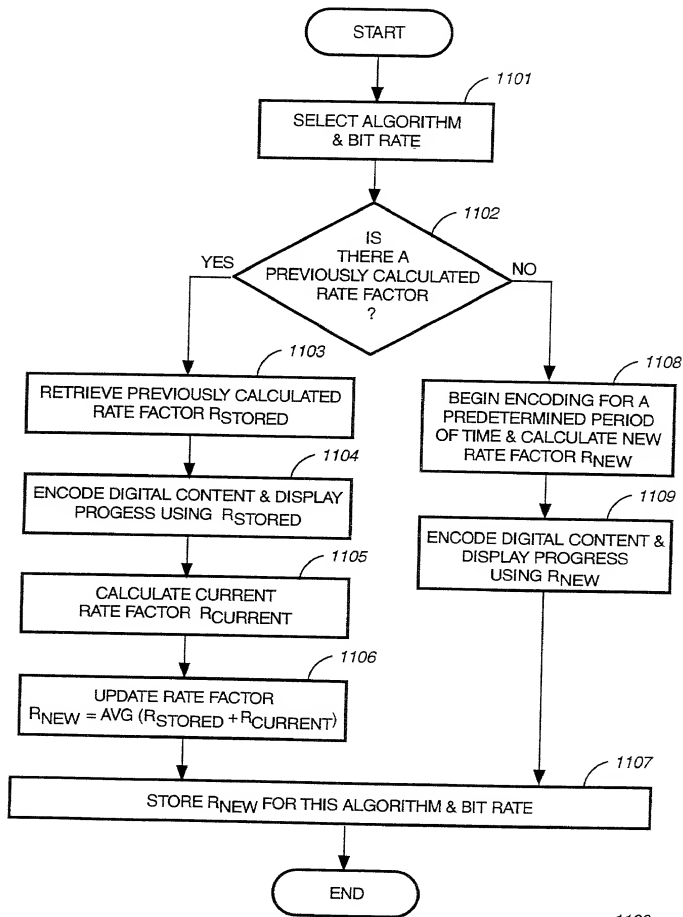 START
1101
SELECT ALGORITHM
& BIT RATE
1102
IS
THERE A
PREVIOUSLY CALCULATED
RATE FACTOR
?
YES
NO
1103
RETRIEVE PREVIOUSLY CALCULATED
RATE FACTOR RSTORED
1104
ENCODE DIGITAL CONTENT & DISPLAY
PROGESS USING RSTORED
1105
CALCULATE CURRENT
RATE FACTOR RCURRENT
1106
UPDATE RATE FACTOR
RNEW = AVG (RSTORED + RCURRENT)
1108
BEGIN ENCODING FOR A
PREDETERMINED PERIOD
OF TIME & CALCULATE NEW
RATE FACTOR RNEW
1109
ENCODE DIGITAL CONTENT &
DISPLAY PROGRESS
USING RNEW
1107
STORE RNEW FOR THIS ALGORITHM & BIT RATE
END